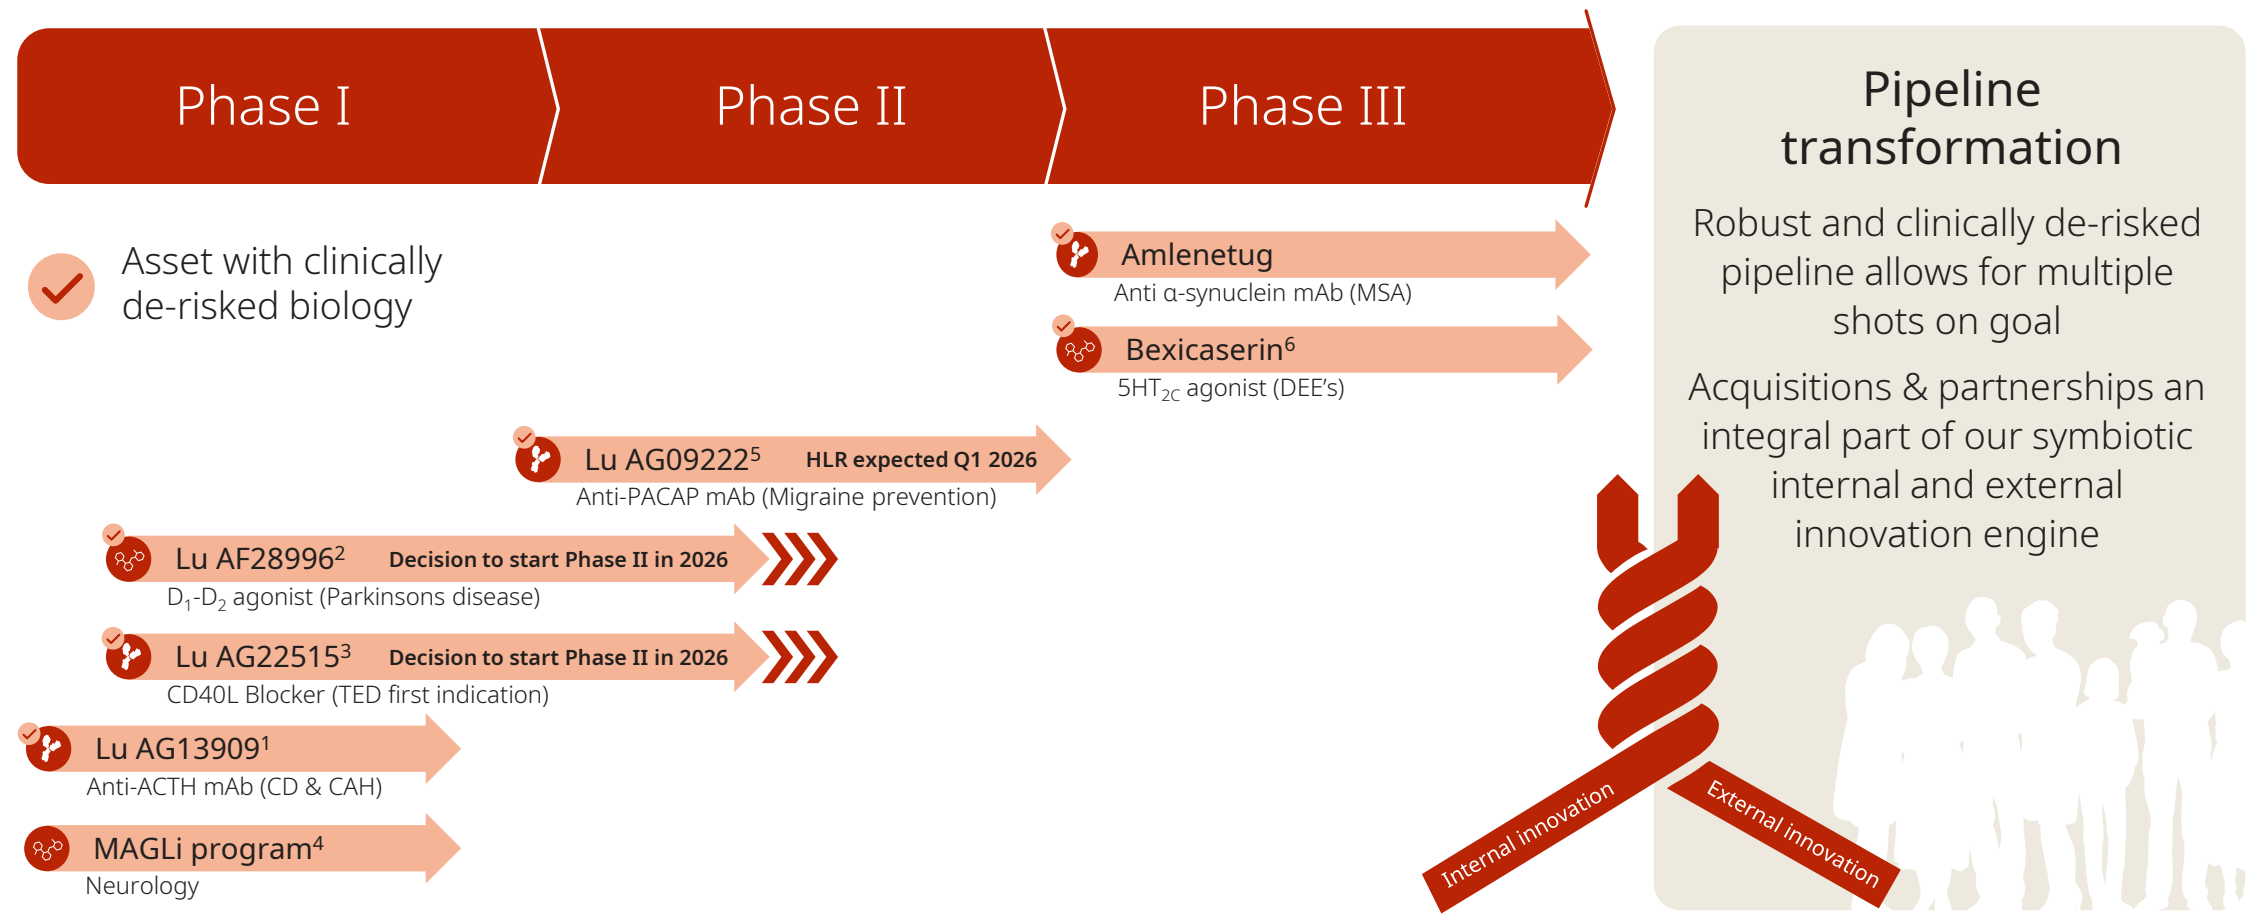 Phase I
Phase II
Phase III
Asset with clinically
de-risked biology
Amlenetug
Anti α-synuclein mAb (MSA)
Bexicaserin⁶
5HT₂C agonist (DEE’s)
Lu AG09222⁵ HLR expected Q1 2026
Anti-PACAP mAb (Migraine prevention)
Lu AF28996² Decision to start Phase II in 2026
D₁-D₂ agonist (Parkinsons disease)
Lu AG22515³ Decision to start Phase II in 2026
CD40L Blocker (TED first indication)
Lu AG13909¹
Anti-ACTH mAb (CD & CAH)
MAGLi program⁴
Neurology
Pipeline
transformation
Robust and clinically de-risked
pipeline allows for multiple
shots on goal
Acquisitions & partnerships an
integral part of our symbiotic
internal and external
innovation engine
Internal innovation
External innovation